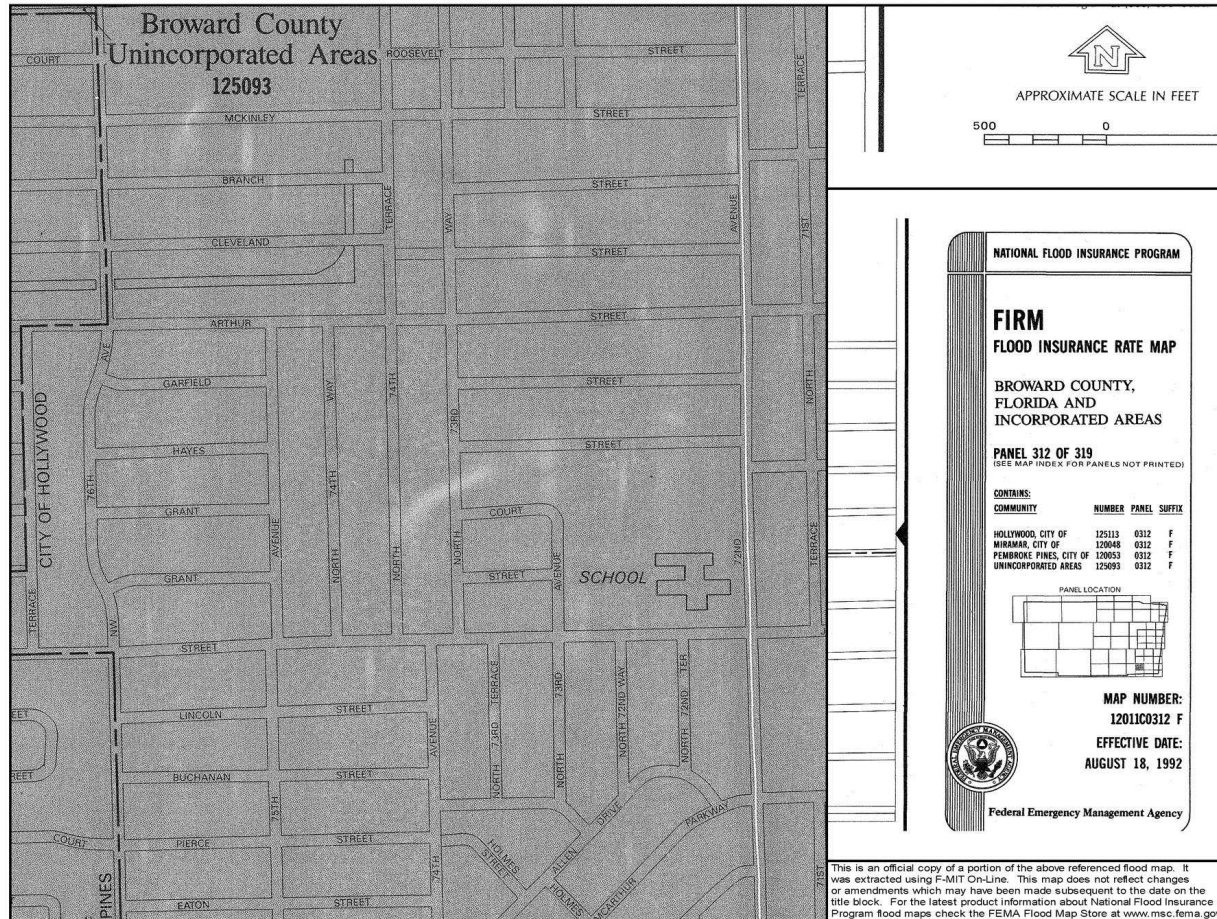 Broward County
Unincorporated Areas
125093
COURT
ROOSEVELT
STREET
TERRACE
MCKINLEY
STREET
BRANCH
STREET
TERRACE
WAY
AVENUE
71ST
CLEVELAND
STREET
ARTHUR
STREET
AVE
GARFIELD
STREET
WAY
74TH
NORTH
CITY OF HOLLYWOOD
HAYES
STREET
73RD
76TH
74TH
GRANT
COURT
AVENUE
NORTH
NORTH
NORTH
AVENUE
72ND
TERRACE
GRANT
STREET
SCHOOL
TERRACE
NW
STREET
LINCOLN
STREET
AVENUE
NORTH 73RD TERRACE
NORTH 73RD
NORTH 72ND WAY
NORTH 72ND TER
BUCHANAN
STREET
75TH
DRIVE
PARKWAY
COURT
PIERCE
STREET
HOLMES
STREET
ALLEN
HOLMES
MCARTHUR
74TH
71ST
PINES
EATON
STREET
N
APPROXIMATE SCALE IN FEET
500 0
NATIONAL FLOOD INSURANCE PROGRAM
FIRM
FLOOD INSURANCE RATE MAP
BROWARD COUNTY,
FLORIDA AND
INCORPORATED AREAS
PANEL 312 OF 319
(SEE MAP INDEX FOR PANELS NOT PRINTED)
CONTAINS:
COMMUNITY NUMBER PANEL SUFFIX
HOLLYWOOD, CITY OF 125113 0312 F
MIRAMAR, CITY OF 120048 0312 F
PEMBROKE PINES, CITY OF 120053 0312 F
UNINCORPORATED AREAS 125093 0312 F
PANEL LOCATION
MAP NUMBER:
12011C0312 F
EFFECTIVE DATE:
AUGUST 18, 1992
FEDERAL EMERGENCY MANAGEMENT AGENCY
Federal Emergency Management Agency
This is an official copy of a portion of the above referenced flood map. It
was extracted using F-MIT On-Line. This map does not reflect changes
or amendments which may have been made subsequent to the date on the
title block. For the latest product information about National Flood Insurance
Program flood maps check the FEMA Flood Map Store at www.msc.fema.go